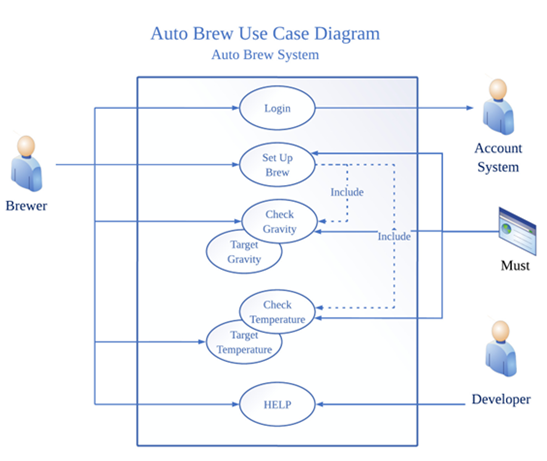 Auto Brew Use Case Diagram
Auto Brew System
Login
Account
System
Set Up
Brew
Brewer
Include
Check
Gravity
Target
Gravity
Include
Must
Check
Temperature
Target
Temperature
HELP
Developer